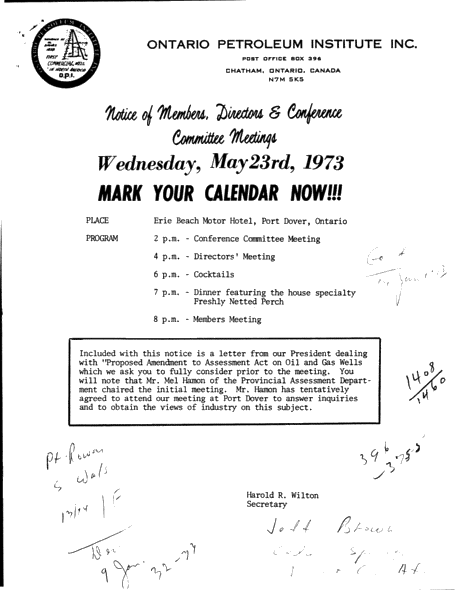 ONTARIO PETROLEUM INSTITUTE INC.
POST OFFICE BOX 396
CHATHAM, ONTARIO, CANADA
N7M 5K5
FIRST
COMMERCIAL WELL
IN NORTH AMERICA
O.P.I.
Notice of Members, Directors & Conference
Committee Meetings
Wednesday, May 23rd, 1973
MARK YOUR CALENDAR NOW!!!
PLACE Erie Beach Motor Hotel, Port Dover, Ontario
PROGRAM 2 p.m. - Conference Committee Meeting
4 p.m. - Directors' Meeting
6 p.m. - Cocktails
7 p.m. - Dinner featuring the house specialty
Freshly Netted Perch
8 p.m. - Members Meeting
Included with this notice is a letter from our President dealing
with "Proposed Amendment to Assessment Act on Oil and Gas Wells
which we ask you to fully consider prior to the meeting. You
will note that Mr. Mel Hamon of the Provincial Assessment Depart-
ment chaired the initial meeting. Mr. Hamon has tentatively
agreed to attend our meeting at Port Dover to answer inquiries
and to obtain the views of industry on this subject.
1408
1460
396
Harold R. Wilton
Secretary